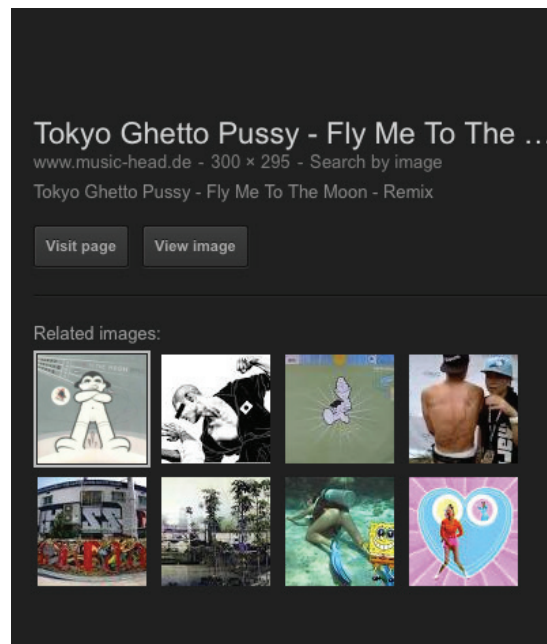 Tokyo Ghetto Pussy - Fly Me To The ...
www.music-head.de - 300 × 295 - Search by image
Tokyo Ghetto Pussy - Fly Me To The Moon - Remix
Visit page View image
Related images: